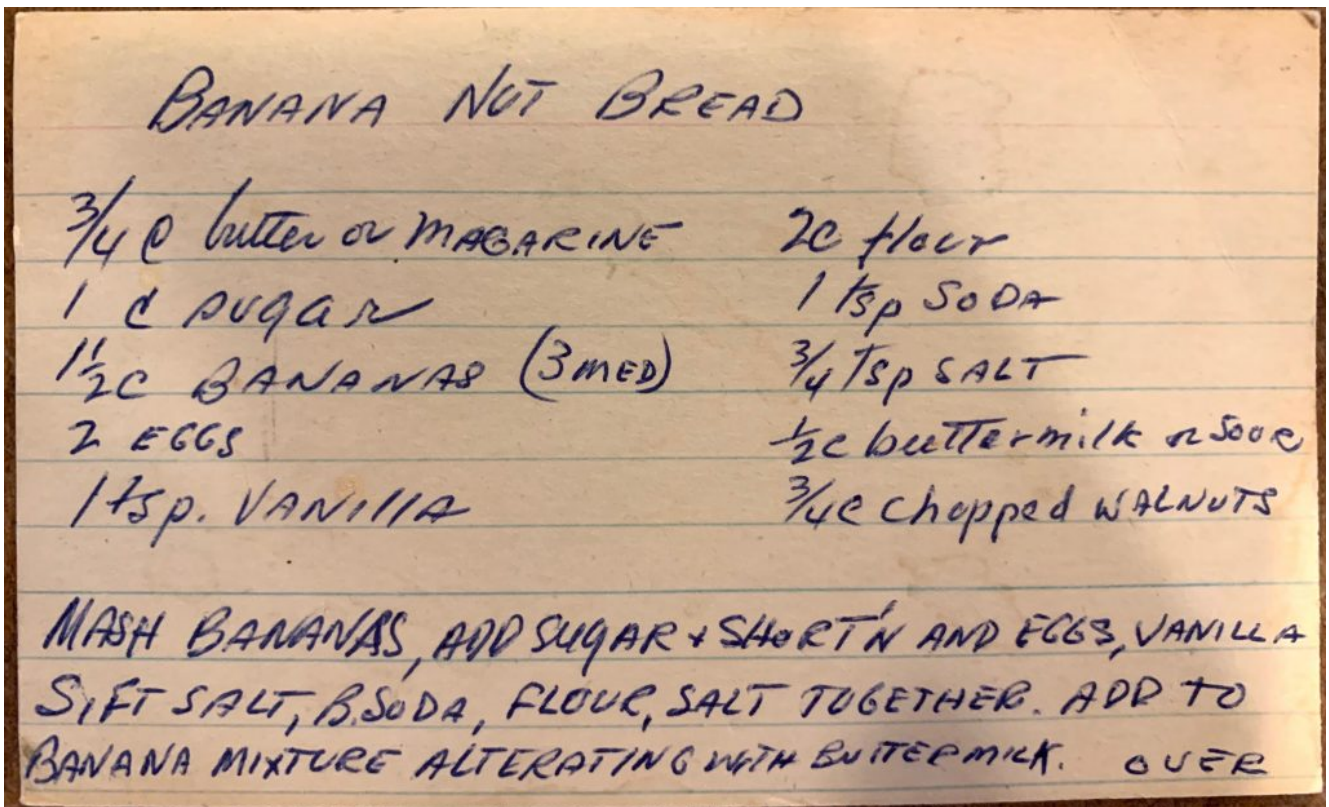 BANANA NUT BREAD
3/4 C butter or MAGARINE
1 C sugar
1 1/2 C BANANAS (3 MED)
2 EGGS
1 tsp. VANIllA
2C flour
1 tsp SODA
3/4 Tsp SALT
1/2 c buttermilk or SOUR
3/4 c chopped WALNUTS
MASH BANANAS, ADD SUGAR + SHORT'N AND EGGS, VANILLA
SIFT SALT, B.SODA, FLOUR, SALT TOGETHER. ADD TO
BANANA MIXTURE ALTERATING WITH BUTTERMILK. OVER